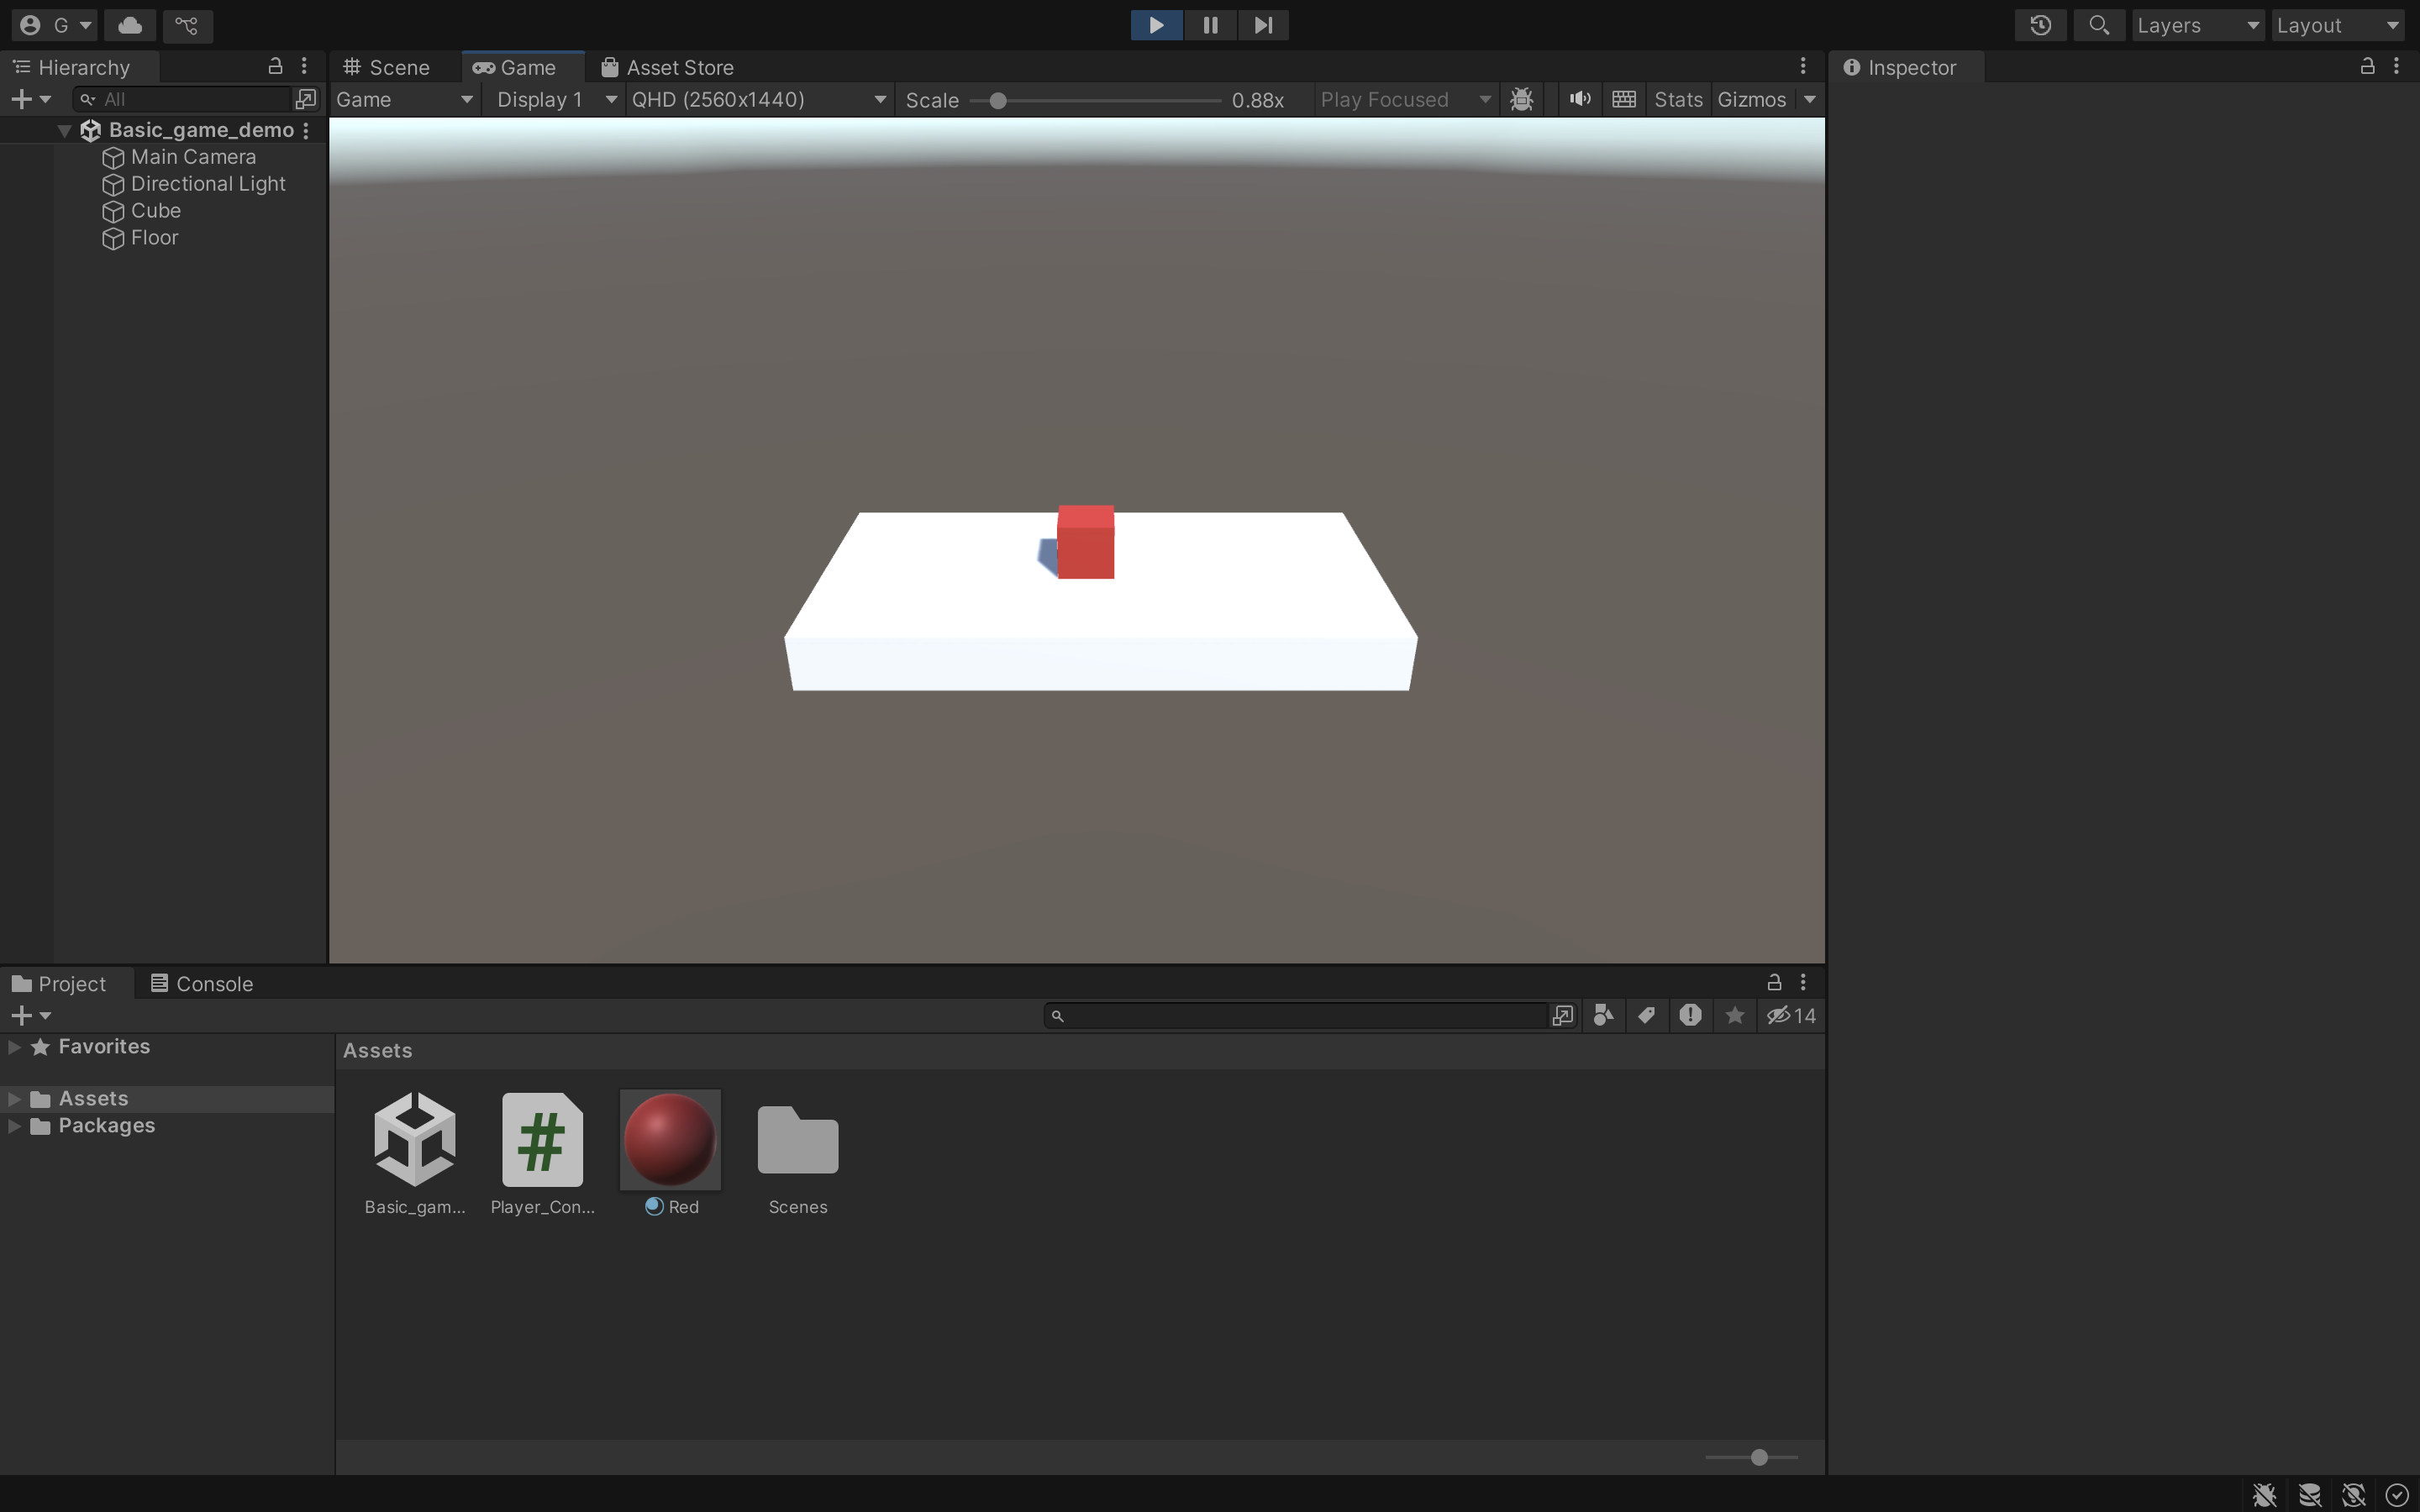 G
Layers
Layout
Hierarchy
Scene
Game
Asset Store
Inspector
All
Game
Display 1
QHD (2560x1440)
Scale
0.88x
Play Focused
Stats
Gizmos
Basic_game_demo
Main Camera
Directional Light
Cube
Floor
Project
Console
14
Favorites
Assets
Packages
Assets
Basic_gam...
Player_Con...
Red
Scenes